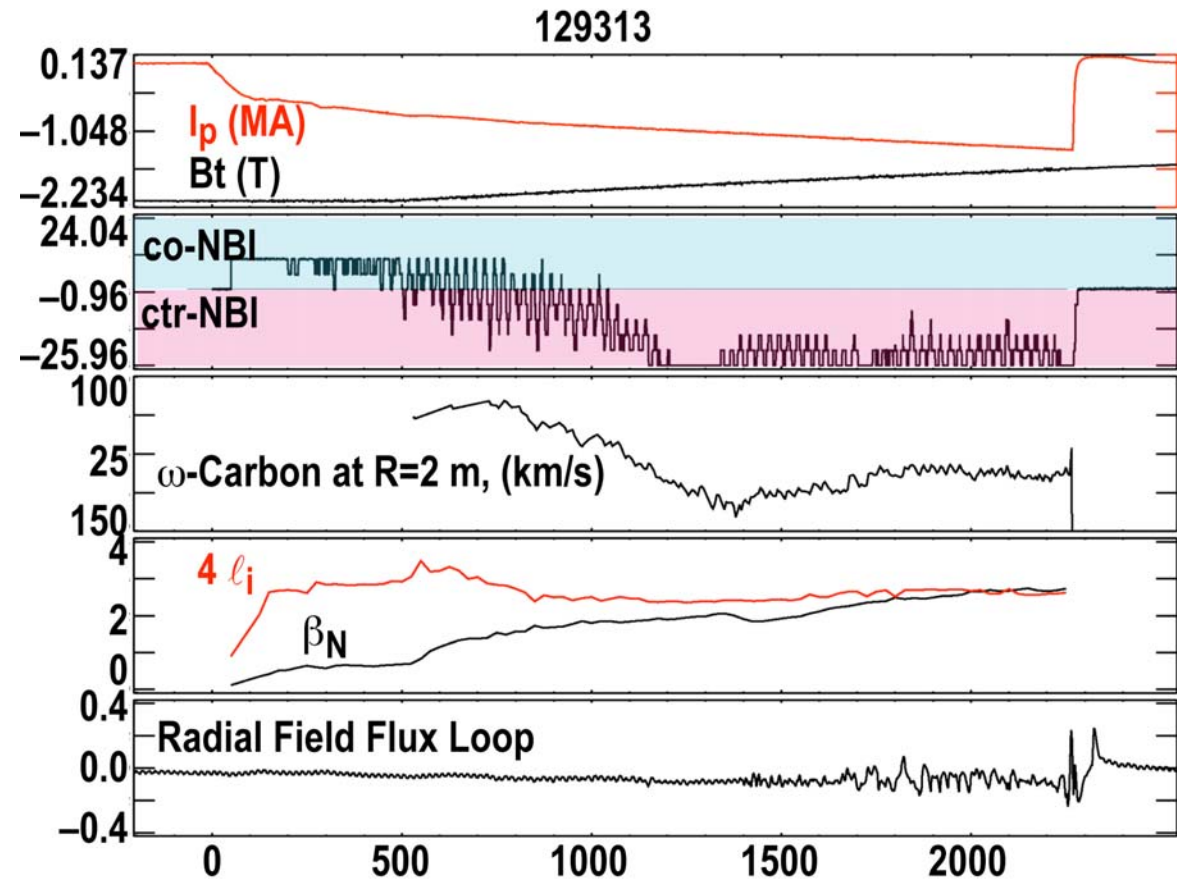 129313
0.137
–1.048
–2.234
Ip (MA)
Bt (T)
24.04
–0.96
–25.96
co-NBI
ctr-NBI
100
25
150
ω-Carbon at R=2 m, (km/s)
4
2
0
4 ℓi
βN
0.4
0.0
–0.4
Radial Field Flux Loop
0 500 1000 1500 2000